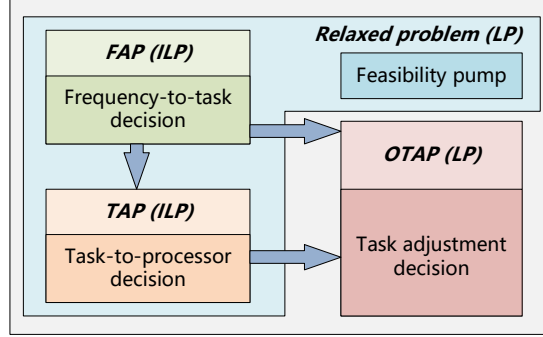 Relaxed problem (LP)
FAP (ILP)
Feasibility pump
Frequency-to-task
decision
OTAP (LP)
TAP (ILP)
Task-to-processor
decision
Task adjustment
decision